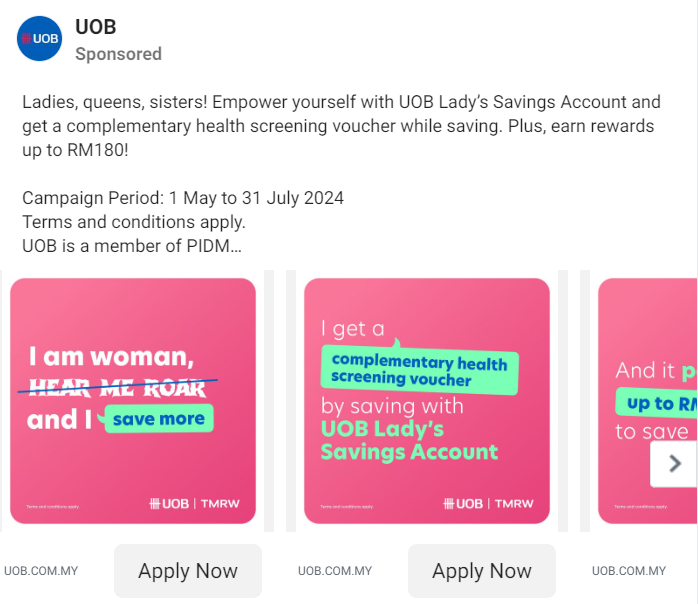 UOB
UOB
Sponsored
Ladies, queens, sisters! Empower yourself with UOB Lady's Savings Account and
get a complementary health screening voucher while saving. Plus, earn rewards
up to RM180!
Campaign Period: 1 May to 31 July 2024
Terms and conditions apply.
UOB is a member of PIDM...
I am woman,
HEAR ME ROAR
and I save more
Terms and conditions apply.
UOB | TMRW
I get a
complementary health
screening voucher
by saving with
UOB Lady's
Savings Account
Terms and conditions apply.
UOB | TMRW
And it p
up to RM
to save
Terms and conditions apply.
UOB.COM.MY
Apply Now
UOB.COM.MY
Apply Now
UOB.COM.MY